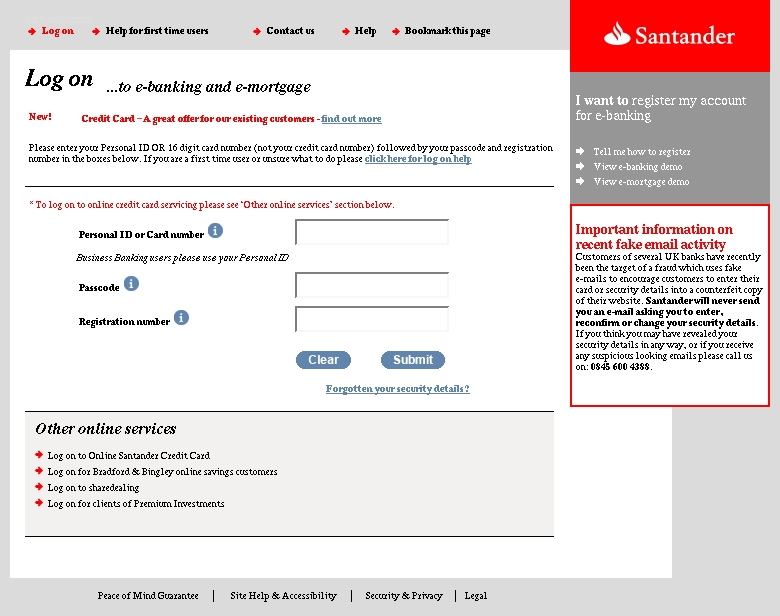 Log on Help for first time users Contact us Help Bookmark this page
Santander
Log on ...to e-banking and e-mortgage
New! Credit Card – A great offer for our existing customers - find out more
Please enter your Personal ID OR 16 digit card number (not your credit card number) followed by your passcode and registration
number in the boxes below. If you are a first time user or unsure what to do please click here for log on help
* To log on to online credit card servicing please see 'Other online services' section below.
Personal ID or Card number i
Business Banking users please use your Personal ID
Passcode i
Registration number i
Clear Submit
Forgotten your security details?
Other online services
Log on to Online Santander Credit Card
Log on for Bradford & Bingley online savings customers
Log on to sharedealing
Log on for clients of Premium Investments
I want to register my account
for e-banking
Tell me how to register
View e-banking demo
View e-mortgage demo
Important information on
recent fake email activity
Customers of several UK banks have recently
been the target of a fraud which uses fake
e-mails to encourage customers to enter their
card or security details into a counterfeit copy
of their website. Santander will never send
you an e-mail asking you to enter,
reconfirm or change your security details.
If you think you may have revealed your
security details in any way, or if you receive
any suspicious looking emails please call us
on: 0845 600 4388.
Peace of Mind Guarantee | Site Help & Accessibility | Security & Privacy | Legal